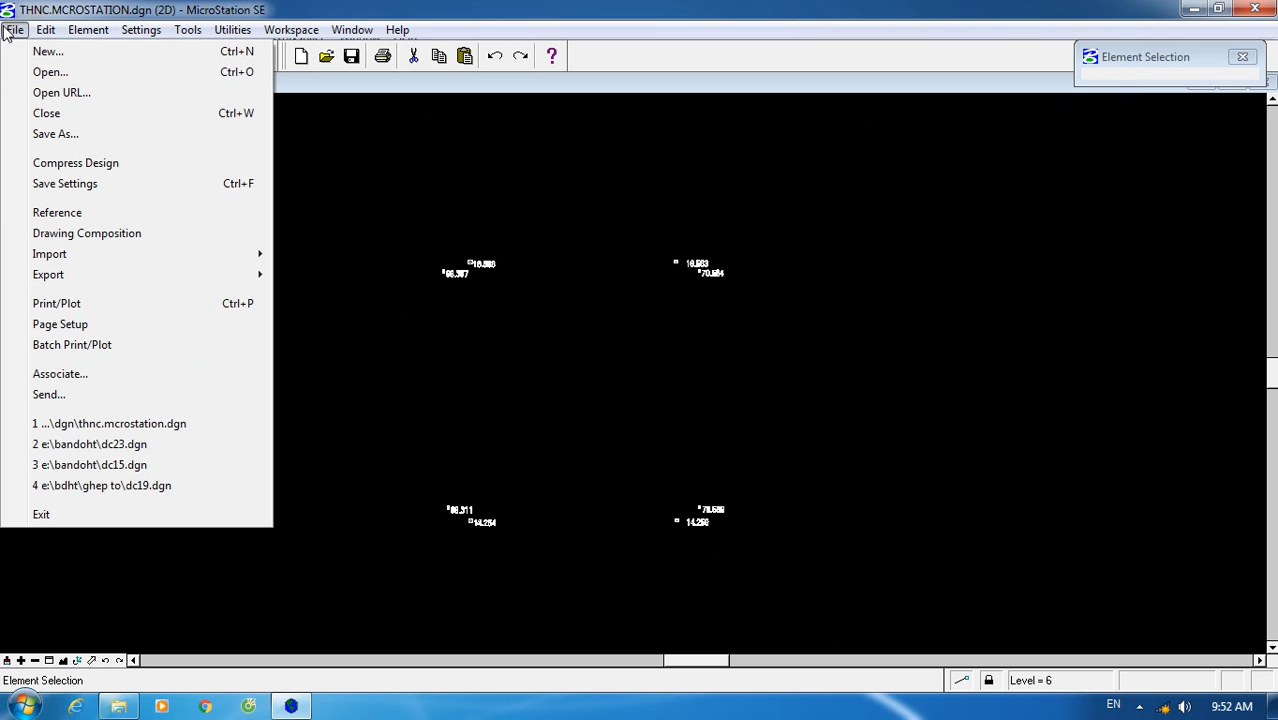 THNC.MCROSTATION.dgn (2D) - MicroStation SE
File Edit Element Settings Tools Utilities Workspace Window Help
New... Ctrl+N
Open... Ctrl+O
Open URL...
Close Ctrl+W
Save As...
Compress Design
Save Settings Ctrl+F
Reference
Drawing Composition
Import
Export
Print/Plot Ctrl+P
Page Setup
Batch Print/Plot
Associate...
Send...
1 ...\dgn\thnc.mcrostation.dgn
2 e:\bandoht\dc23.dgn
3 e:\bandoht\dc15.dgn
4 e:\bdht\ghep to\dc19.dgn
Exit
Element Selection
14.254
Element Selection
Level = 6
EN
9:52 AM